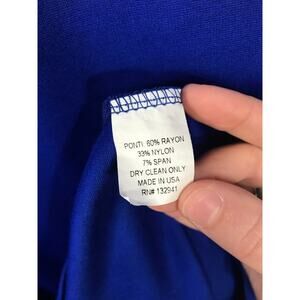 PONTI 60% RAYON
33% NYLON
7% SPAN
DRY CLEAN ONLY
MADE IN USA
RN# 132941